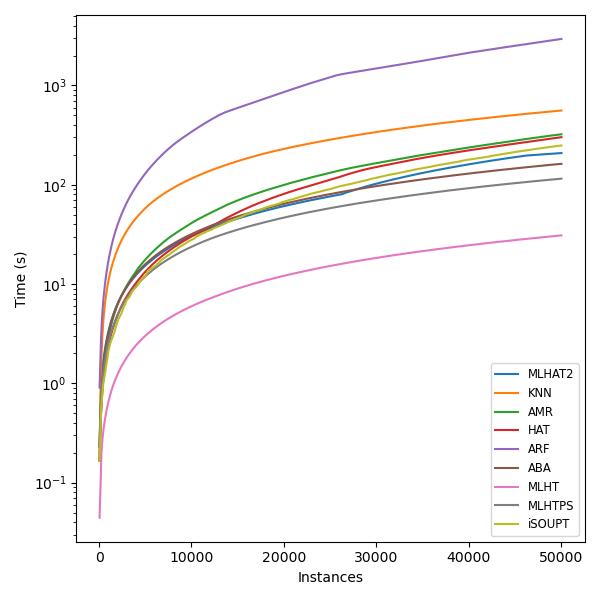 10³
10²
10¹
10⁰
10⁻¹
Time (s)
0 10000 20000 30000 40000 50000
Instances
MLHAT2
KNN
AMR
HAT
ARF
ABA
MLHT
MLHTPS
iSOUPT